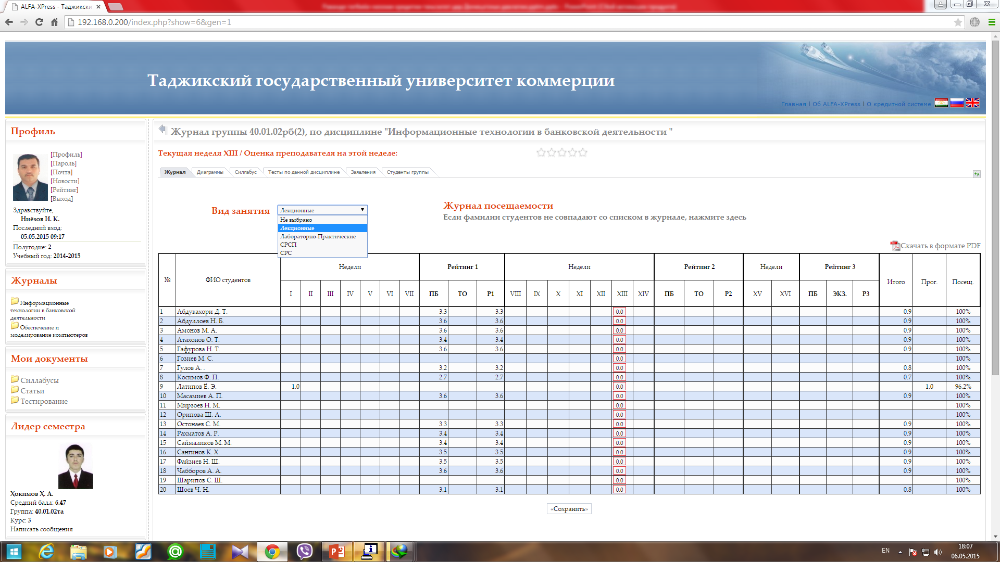 ALFA-XPress - Таджикски
192.168.0.200/index.php?show=6&gen=1
Таджикский государственный университет коммерции
Главная | Об ALFA-XPress | О кредитной системе
Профиль
[Профиль]
[Пароль]
[Почта]
[Новости]
[Рейтинг]
[Выход]
Здравствуйте,
Ниёзов И. К.
Последний вход:
05.05.2015 09:17
Полугодие: 2
Учебный год: 2014-2015
Журналы
Информационные
технологии в банковской
деятельности
Обеспечение и
моделирование компьютеров
Мои документы
Силлабусы
Статьи
Тестирование
Лидер семестра
Ҳокимов Ҳ. А.
Средний балл: 6.47
Группа: 40.01.02та
Курс: 3
Написать сообщения
Журнал группы 40.01.02рб(2), по дисциплине "Информационные технологии в банковской деятельности "
Текущая неделя XIII / Оценка преподавателя на этой неделе:
Журнал Диаграммы Силлабус Тесты по данной дисциплине Заявления Студенты группы
Вид занятия Лекционные
Не выбрано
Лекционные
Лабораторно-Практические
СРСП
СРС
Журнал посещаемости
Если фамилии студентов не совпадают со списком в журнале, нажмите здесь
Скачать в формате PDF
№ ФИО студентов Недели Рейтинг 1 Недели Рейтинг 2 Недели Рейтинг 3 Итого Прог. Посещ.
I II III IV V VI VII ПБ ТО Р1 VIII IX X XI XII XIII XIV ПБ ТО Р2 XV XVI ПБ ЭКЗ. Р3
1 Абдукахори Д. Т. 3.3 3.3 0.0 0.9 100%
2 Абдуллоев Н. Б. 3.6 3.6 0.0 0.9 100%
3 Амонов М. А. 3.6 3.6 0.0 0.9 100%
4 Атахонов О. Т. 3.4 3.4 0.0 0.9 100%
5 Гафурова Н. Т. 3.6 3.6 0.0 0.9 100%
6 Гозиев М. С. 0.0 100%
7 Гулов А. . 3.2 3.2 0.0 0.8 100%
8 Косимов Ф. П. 2.7 2.7 0.0 0.7 100%
9 Латипов Ё. Э. 1.0 0.0 1.0 96.2%
10 Масамиев А. П. 3.6 3.6 0.0 0.9 100%
11 Мирзоев Н. М. 0.0 100%
12 Орипова Ш. А. 0.0 100%
13 Остонаев С. М. 3.3 3.3 0.0 0.9 100%
14 Рахматов А. Р. 3.4 3.4 0.0 0.9 100%
15 Саймаликов М. М. 3.4 3.4 0.0 0.9 100%
16 Сангинов К. Х. 3.5 3.5 0.0 0.9 100%
17 Файзиев Н. Ш. 3.5 3.5 0.0 0.9 100%
18 Чабборов А. А. 3.6 3.6 0.0 0.9 100%
19 Шарипов С. Ш. 0.0 100%
20 Шоев Ч. Н. 3.1 3.1 0.0 0.8 100%
«Сохранить»
EN
18:07
06.05.2015